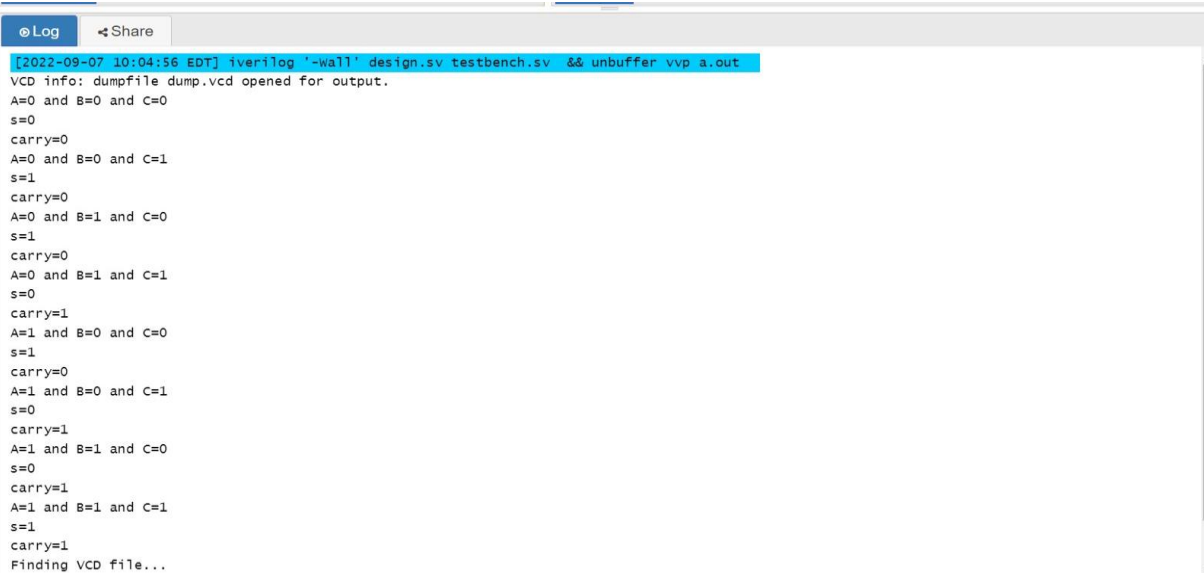 Log
Share
[2022-09-07 10:04:56 EDT] iverilog '-Wall' design.sv testbench.sv && unbuffer vvp a.out
VCD info: dumpfile dump.vcd opened for output.
A=0 and B=0 and C=0
s=0
carry=0
A=0 and B=0 and C=1
s=1
carry=0
A=0 and B=1 and C=0
s=1
carry=0
A=0 and B=1 and C=1
s=0
carry=1
A=1 and B=0 and C=0
s=1
carry=0
A=1 and B=0 and C=1
s=0
carry=1
A=1 and B=1 and C=0
s=0
carry=1
A=1 and B=1 and C=1
s=1
carry=1
Finding VCD file...